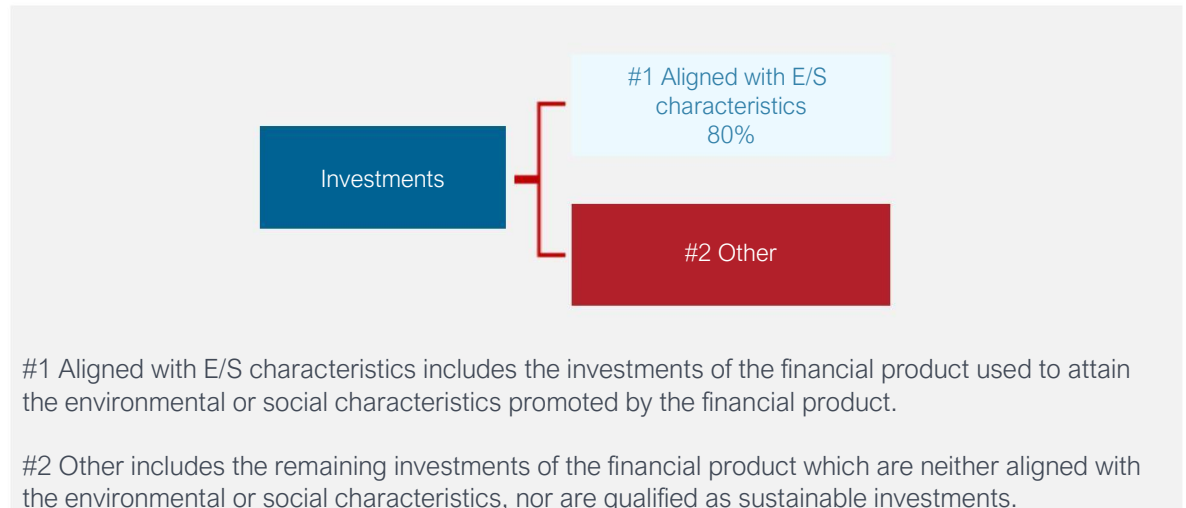 #1 Aligned with E/S
characteristics
80%
Investments
#2 Other
#1 Aligned with E/S characteristics includes the investments of the financial product used to attain
the environmental or social characteristics promoted by the financial product.
#2 Other includes the remaining investments of the financial product which are neither aligned with
the environmental or social characteristics, nor are qualified as sustainable investments.